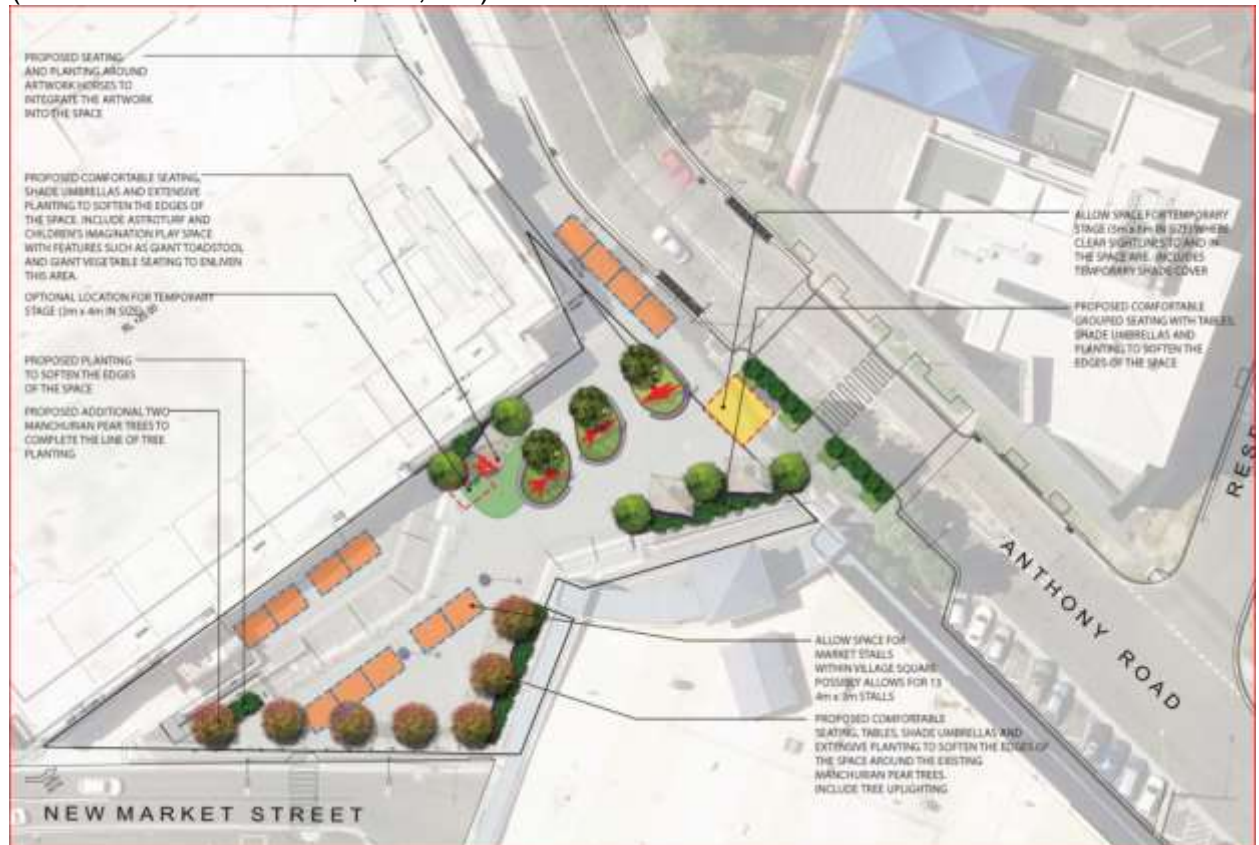 PROPOSED SEATING
AND PLANTING AROUND
ARTWORK HORSES TO
INTEGRATE THE ARTWORK
INTO THE SPACE
PROPOSED COMFORTABLE SEATING,
SHADE UMBRELLAS AND EXTENSIVE
PLANTING TO SOFTEN THE EDGES OF
THE SPACE. INCLUDE ASTROTURF AND
CHILDREN'S IMAGINATION PLAY SPACE
WITH FEATURES SUCH AS GIANT TOADSTOOL
AND GIANT VEGETABLE SEATING TO ENLIVEN
THIS AREA.
OPTIONAL LOCATION FOR TEMPORARY
STAGE (3m x 4m IN SIZE)
PROPOSED PLANTING
TO SOFTEN THE EDGES
OF THE SPACE
PROPOSED ADDITIONAL TWO
MANCHURIAN PEAR TREES TO
COMPLETE THE LINE OF TREE
PLANTING
ALLOW SPACE FOR TEMPORARY
STAGE (5m x 6m IN SIZE) WHERE
CLEAR SIGHTLINES TO AND IN
THE SPACE ARE. INCLUDES
TEMPORARY SHADE COVER
PROPOSED COMFORTABLE
GROUPED SEATING WITH TABLES,
SHADE UMBRELLAS AND
PLANTING TO SOFTEN THE
EDGES OF THE SPACE
ALLOW SPACE FOR
MARKET STALLS
WITHIN VILLAGE SQUARE
POSSIBLY ALLOWS FOR 13
4m x 3m STALLS
PROPOSED COMFORTABLE
SEATING, TABLES, SHADE UMBRELLAS AND
EXTENSIVE PLANTING TO SOFTEN THE EDGES OF
THE SPACE AROUND THE EXISTING
MANCHURIAN PEAR TREES.
INCLUDE TREE UPLIGHTING
ANTHONY ROAD
RESE
NEW MARKET STREET